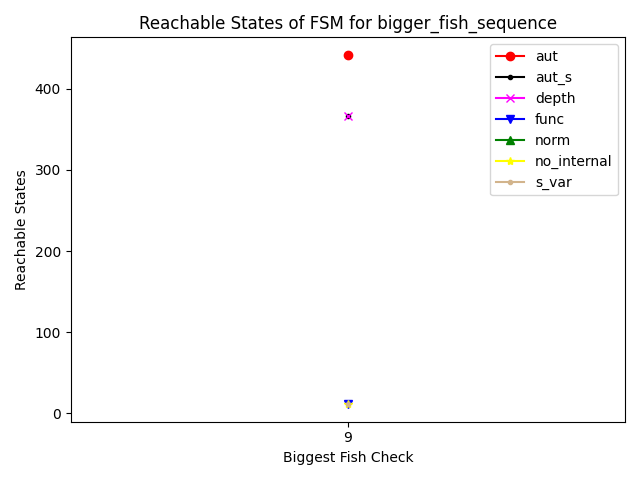 Reachable States of FSM for bigger_fish_sequence
aut
aut_s
depth
func
norm
no_internal
s_var
400
300
200
100
0
Reachable States
9
Biggest Fish Check